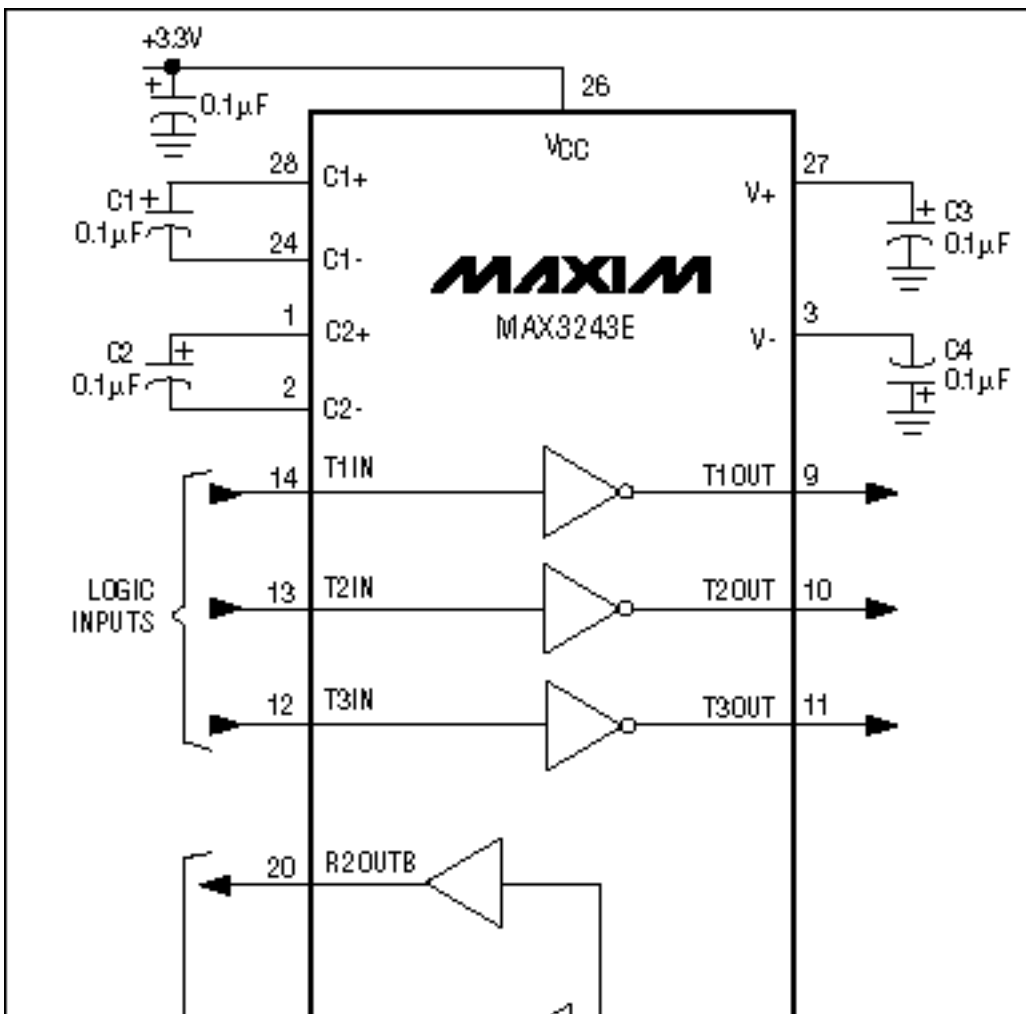 +3.3V
+
0.1µF
26
VCC
28
C1+
C1
+
0.1µF
24
C1-
27
V+
+
C3
0.1µF
MAXIM
MAX3243E
1
C2+
C2
+
0.1µF
2
C2-
3
V-
C4
0.1µF
+
14
T1IN
T1OUT
9
LOGIC
INPUTS
13
T2IN
T2OUT
10
12
T3IN
T3OUT
11
20
R2OUTB